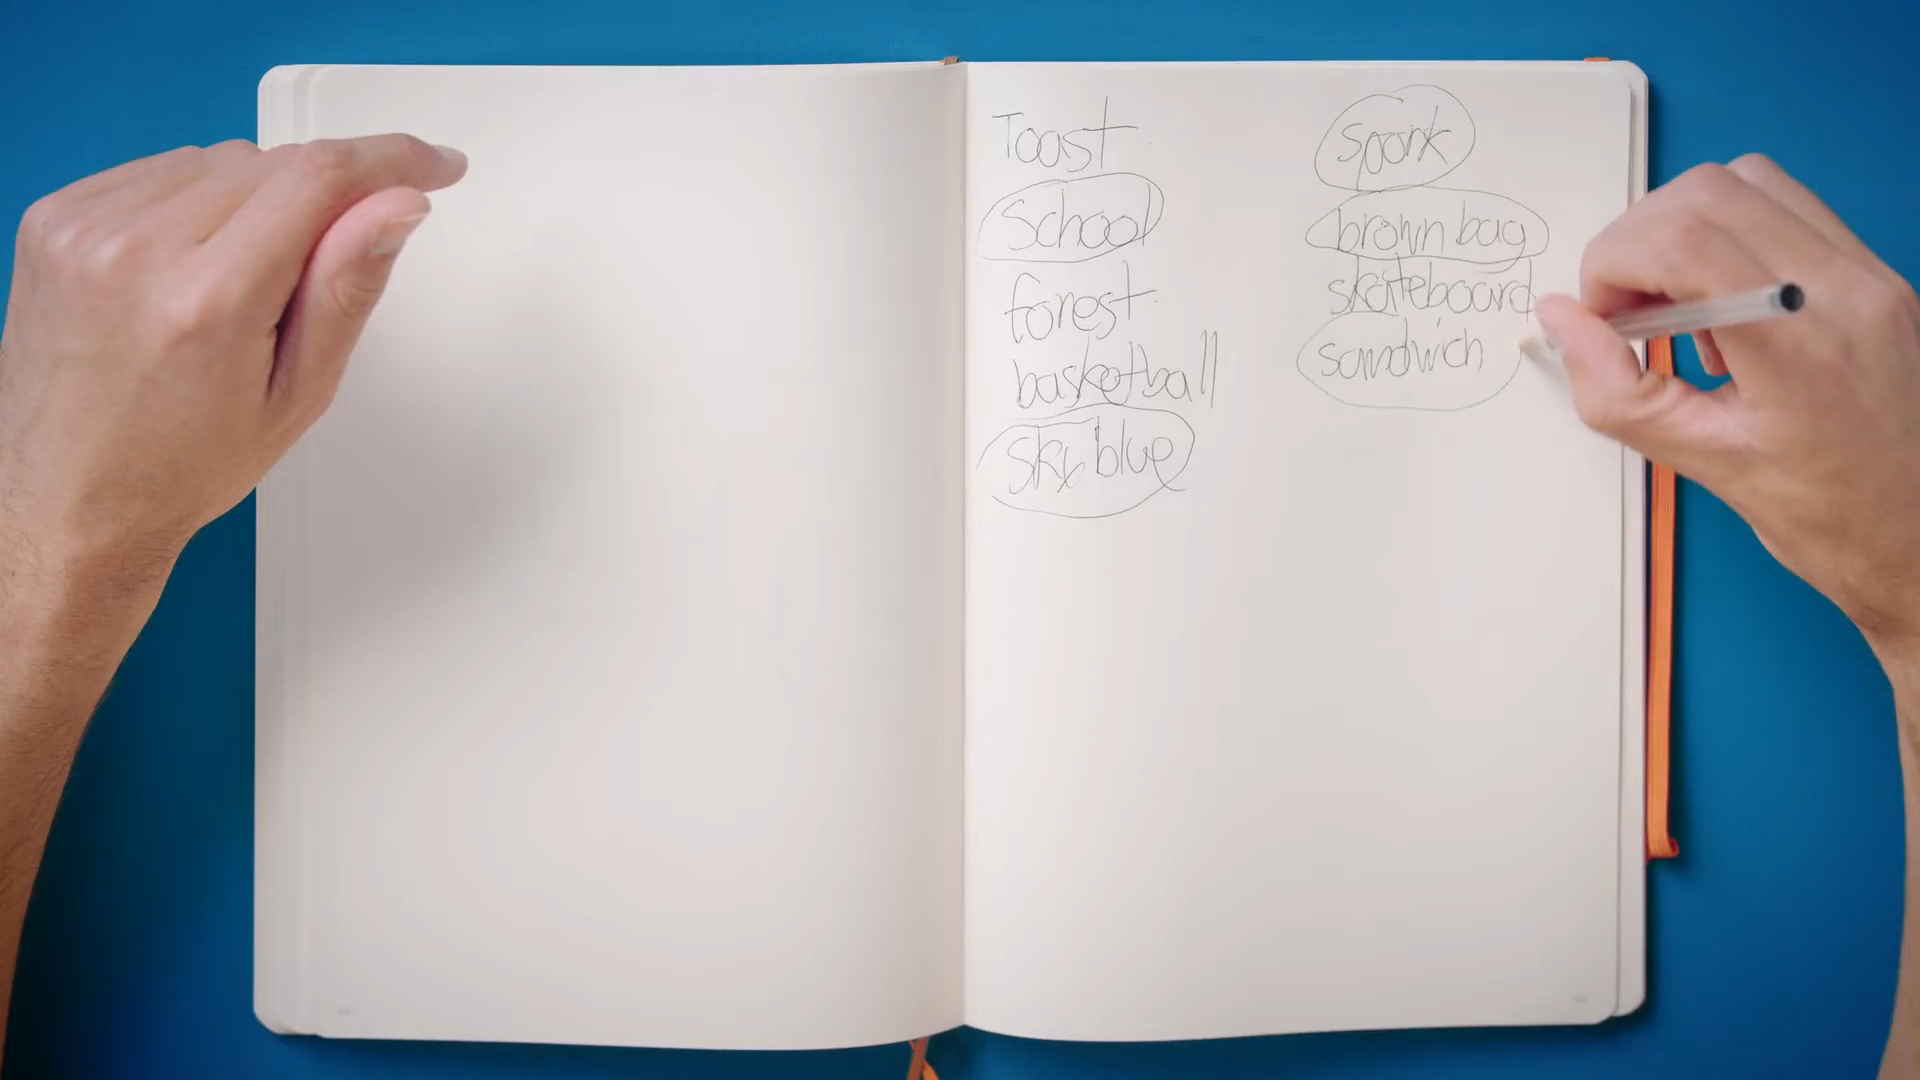 Toast
School
forest
basketball
sky blue
spork
brown bag
skateboard
sandwich